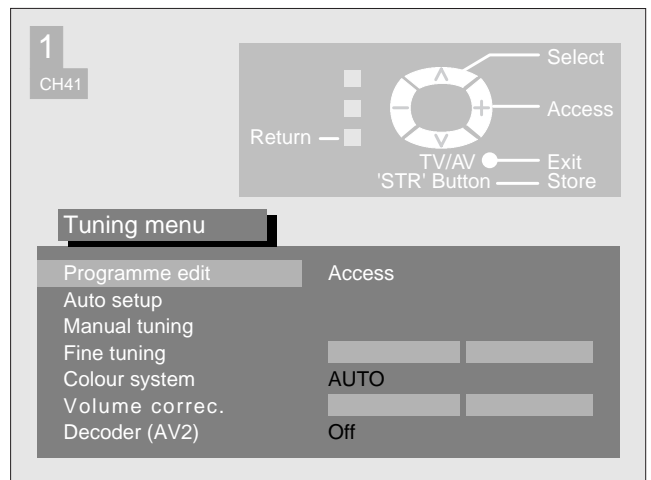 1
CH41
Select
Access
Return
TV/AV Exit
'STR' Button Store
Tuning menu
Programme edit Access
Auto setup
Manual tuning
Fine tuning
Colour system AUTO
Volume correc.
Decoder (AV2) Off